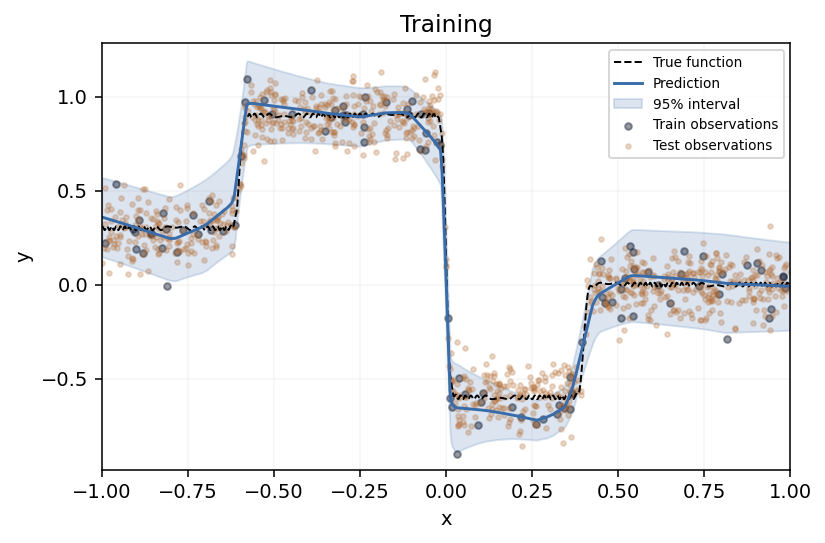 Training
True function
Prediction
95% interval
Train observations
Test observations
y
1.0
0.5
0.0
−0.5
−1.00 −0.75 −0.50 −0.25 0.00 0.25 0.50 0.75 1.00
x